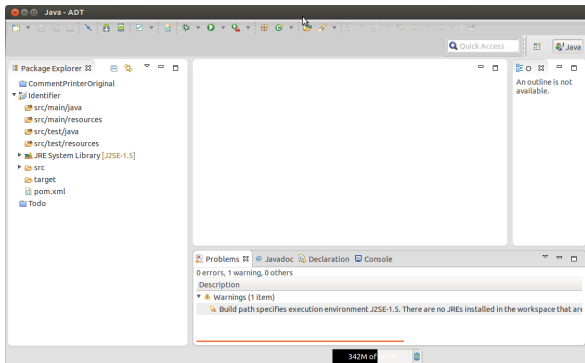 Java - ADT
Quick Access
Java
Package Explorer
CommentPrinterOriginal
Identifier
src/main/java
src/main/resources
src/test/java
src/test/resources
JRE System Library [J2SE-1.5]
src
target
pom.xml
Todo
O
An outline is not
available.
Problems
Javadoc
Declaration
Console
0 errors, 1 warning, 0 others
Description
Warnings (1 item)
Build path specifies execution environment J2SE-1.5. There are no JREs installed in the workspace that are
342M of